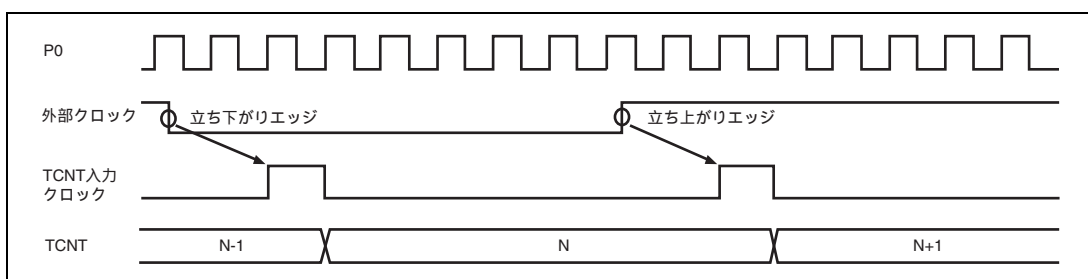 P0
外部クロック
立ち下がりエッジ
立ち上がりエッジ
TCNT入力
クロック
TCNT
N-1
N
N+1